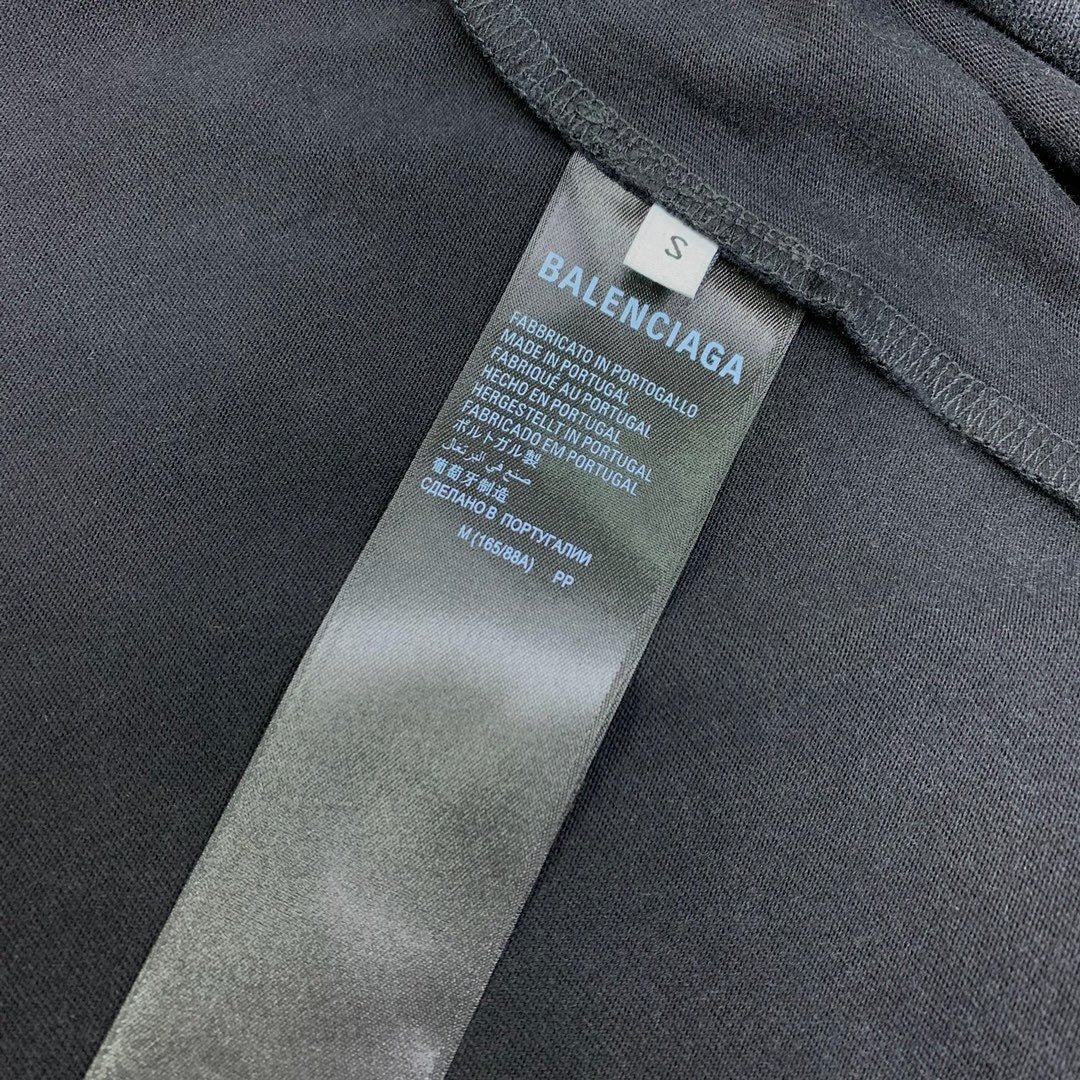 S
BALENCIAGA
FABBRICATO IN PORTOGALLO
MADE IN PORTUGAL
FABRIQUÉ AU PORTUGAL
HECHO EN PORTUGAL
HERGESTELLT IN PORTUGAL
FABRICADO EM PORTUGAL
ポルトガル製
صنع في البرتغال
葡萄牙制造
СДЕЛАНО В ПОРТУГАЛИИ
M (165/88A) PP